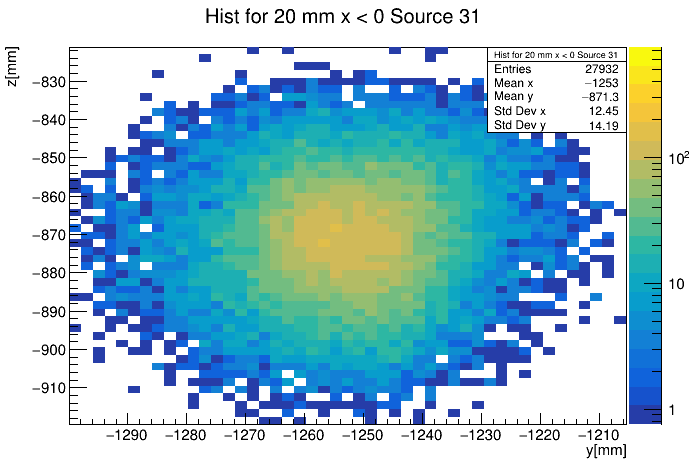 Hist for 20 mm x < 0 Source 31
z[mm]
Hist for 20 mm x < 0 Source 31
Entries 27932
Mean x −1253
Mean y −871.3
Std Dev x 12.45
Std Dev y 14.19
−830
−840
−850
−860
−870
−880
−890
−900
−910
10²
10
1
−1290 −1280 −1270 −1260 −1250 −1240 −1230 −1220 −1210
y[mm]